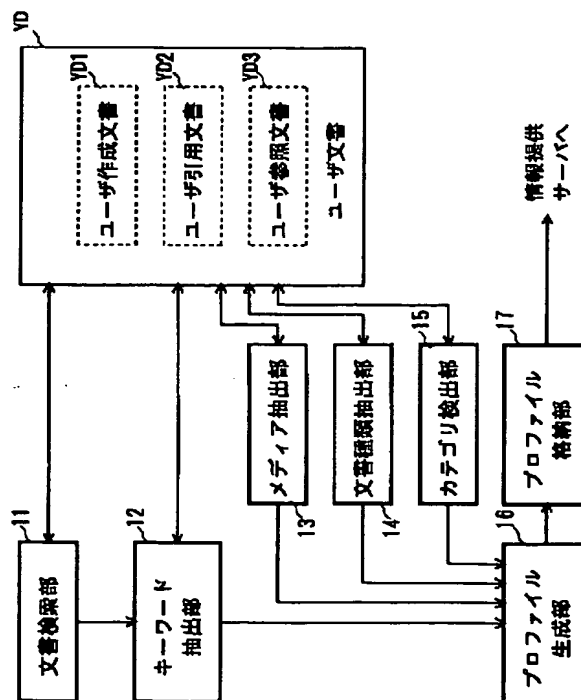 11
文書検索部
12
キーワード
抽出部
13
メディア抽出部
14
文書種類抽出部
15
カテゴリ検出部
16
プロファイル
生成部
17
プロファイル
格納部
情報提供
サーバへ
YD
YD1
ユーザ作成文書
YD2
ユーザ引用文書
YD3
ユーザ参照文書
ユーザ文書